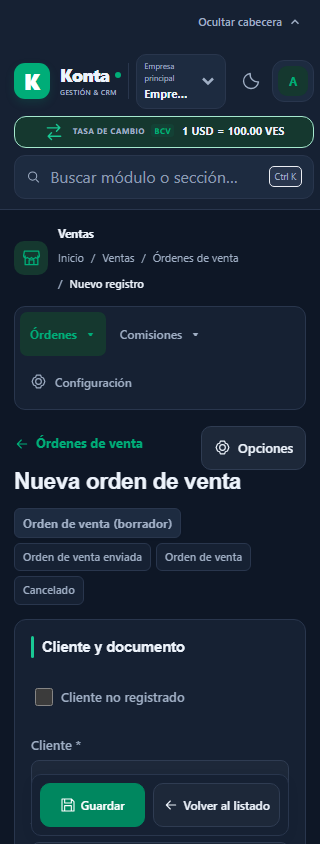 Ocultar cabecera
K
Konta
GESTIÓN & CRM
Empresa
principal
Empre...
A
TASA DE CAMBIO BCV 1 USD = 100.00 VES
Buscar módulo o sección...
Ctrl K
Ventas
Inicio / Ventas / Órdenes de venta
/ Nuevo registro
Órdenes
Comisiones
Configuración
Órdenes de venta
Opciones
Nueva orden de venta
Orden de venta (borrador)
Orden de venta enviada
Orden de venta
Cancelado
Cliente y documento
Cliente no registrado
Cliente *
Guardar
Volver al listado